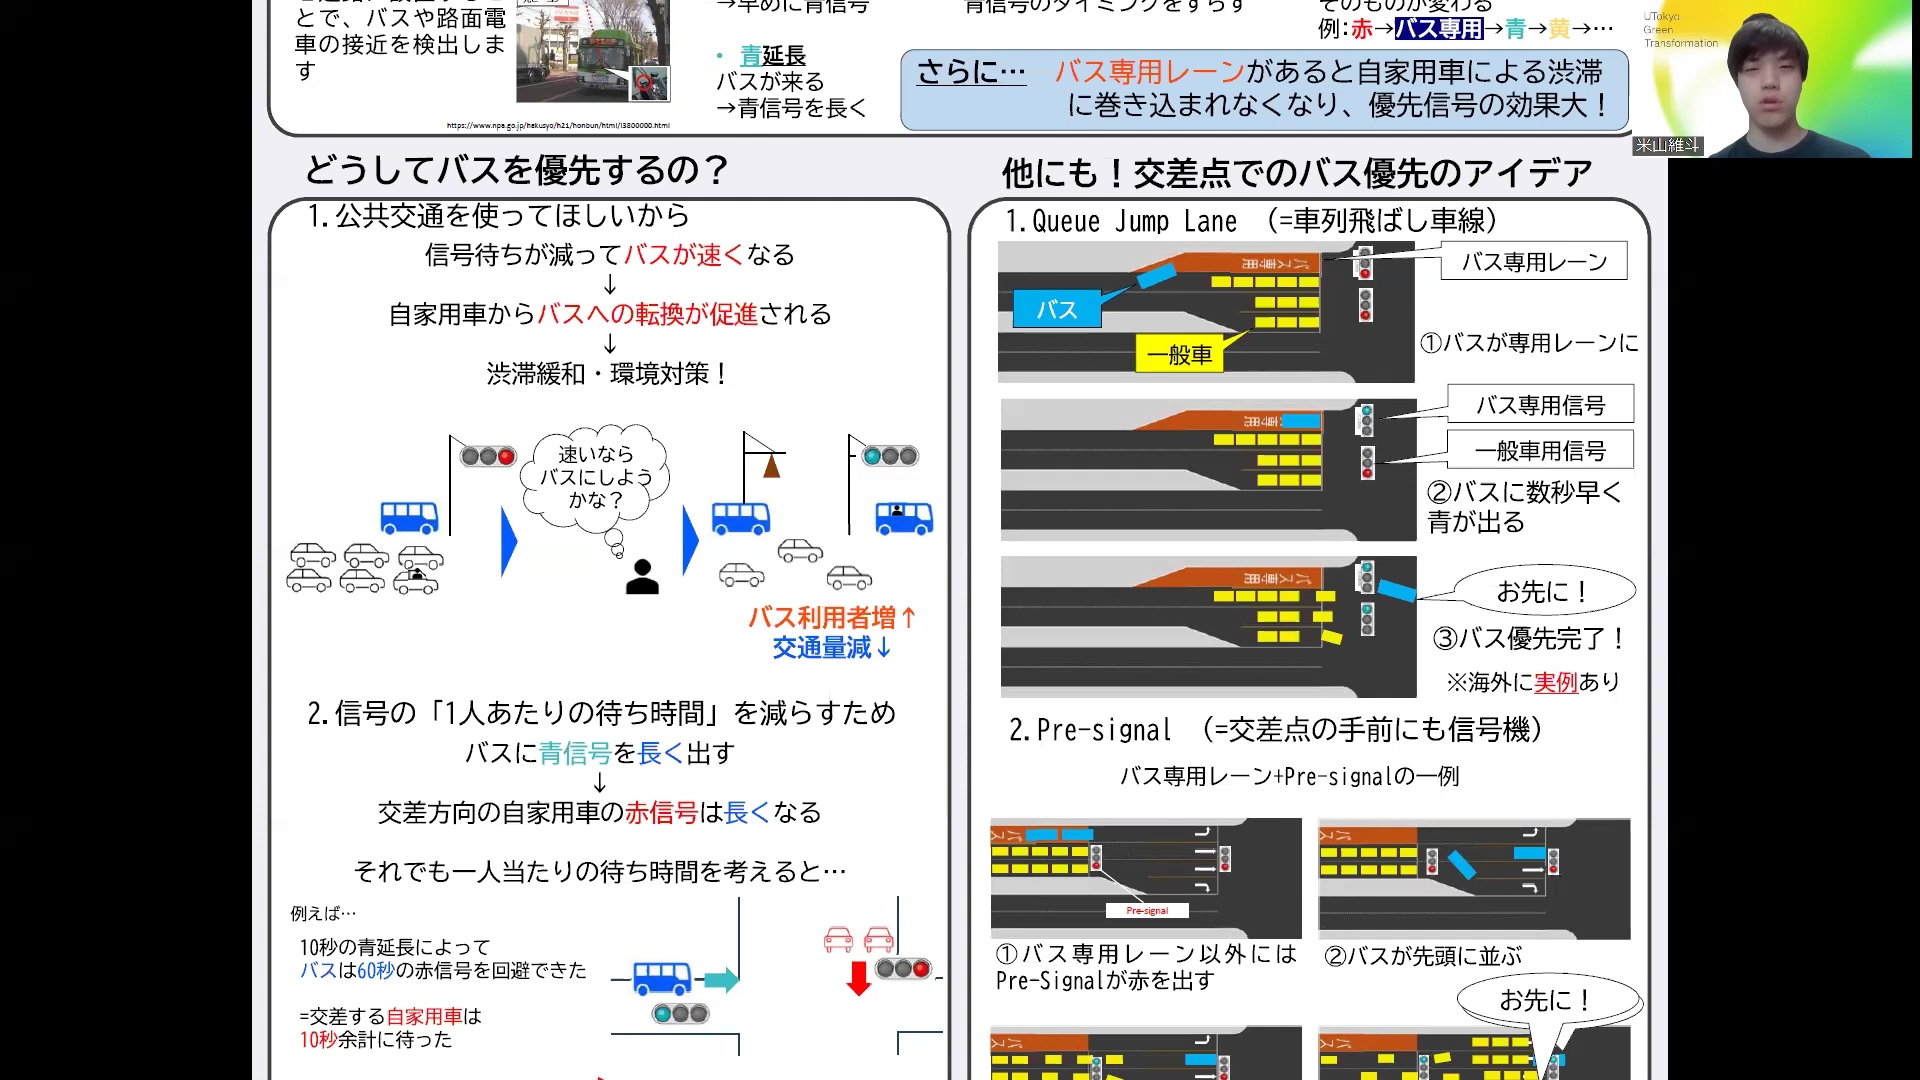 とで、バスや路面電
車の接近を検出しま
す
https://www.npa.go.jp/hakusyo/h21/honbun/html/l3800000.html
→早めに青信号
・青延長
バスが来る
→青信号を長く
青信号のタイミングをずらす
そのものが変わる
例:赤→バス専用→青→黄→…
さらに… バス専用レーンがあると自家用車による渋滞
に巻き込まれなくなり、優先信号の効果大！
UTokyo
Green
Transformation
米山維斗
どうしてバスを優先するの？
1.公共交通を使ってほしいから
信号待ちが減ってバスが速くなる
↓
自家用車からバスへの転換が促進される
↓
渋滞緩和・環境対策！
速いなら
バスにしよう
かな？
バス利用者増↑
交通量減↓
2.信号の「1人あたりの待ち時間」を減らすため
バスに青信号を長く出す
↓
交差方向の自家用車の赤信号は長くなる
それでも一人当たりの待ち時間を考えると…
例えば…
10秒の青延長によって
バスは60秒の赤信号を回避できた
=交差する自家用車は
10秒余計に待った
他にも！交差点でのバス優先のアイデア
1.Queue Jump Lane （=車列飛ばし車線）
バス専用
バス専用レーン
バス
一般車
①バスが専用レーンに
バス専用信号
一般車用信号
②バスに数秒早く
青が出る
バス専用
お先に！
③バス優先完了！
※海外に実例あり
2.Pre-signal （=交差点の手前にも信号機）
バス専用レーン+Pre-signalの一例
Pre-signal
①バス専用レーン以外には
Pre-Signalが赤を出す
②バスが先頭に並ぶ
お先に！